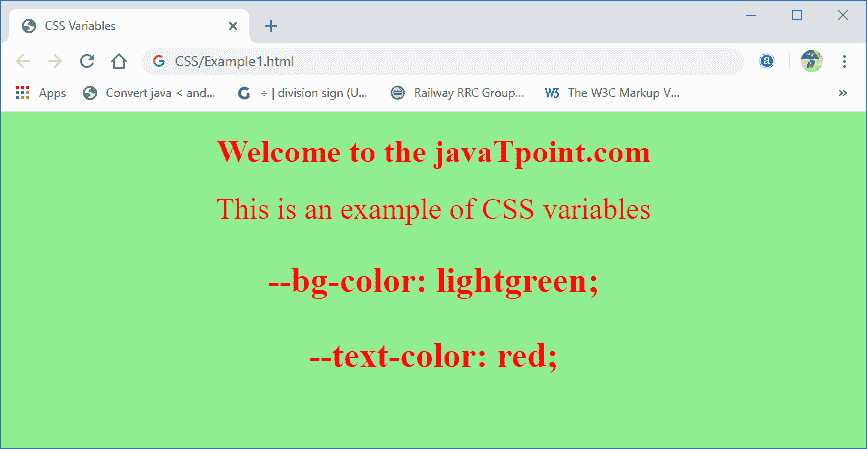 CSS Variables
CSS/Example1.html
Apps Convert java < and... ÷ | division sign (U... Railway RRC Group... W3 The W3C Markup V... »
Welcome to the javaTpoint.com
This is an example of CSS variables
--bg-color: lightgreen;
--text-color: red;